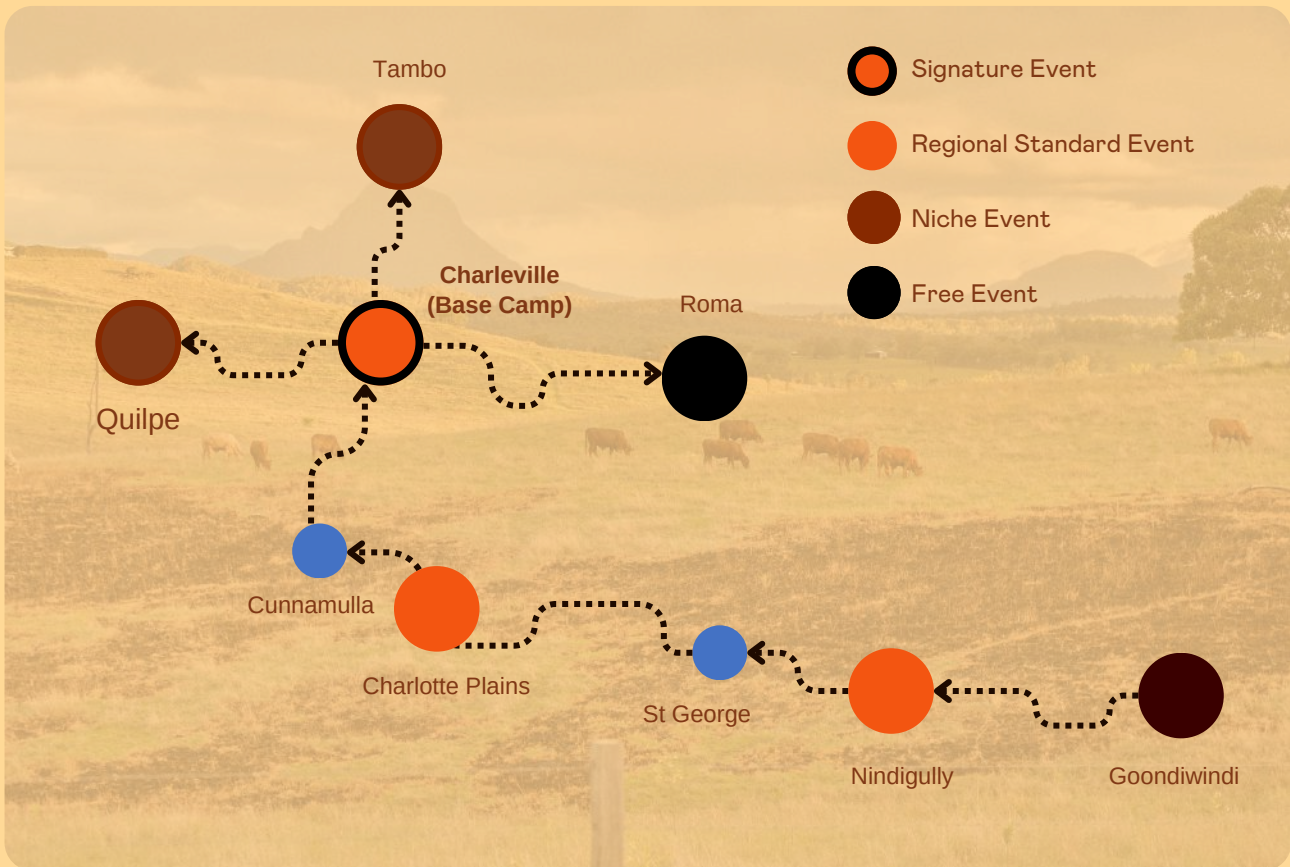 Tambo
Signature Event
Regional Standard Event
Niche Event
Free Event
Charleville
(Base Camp)
Roma
Quilpe
Cunnamulla
Charlotte Plains
St George
Nindigully
Goondiwindi